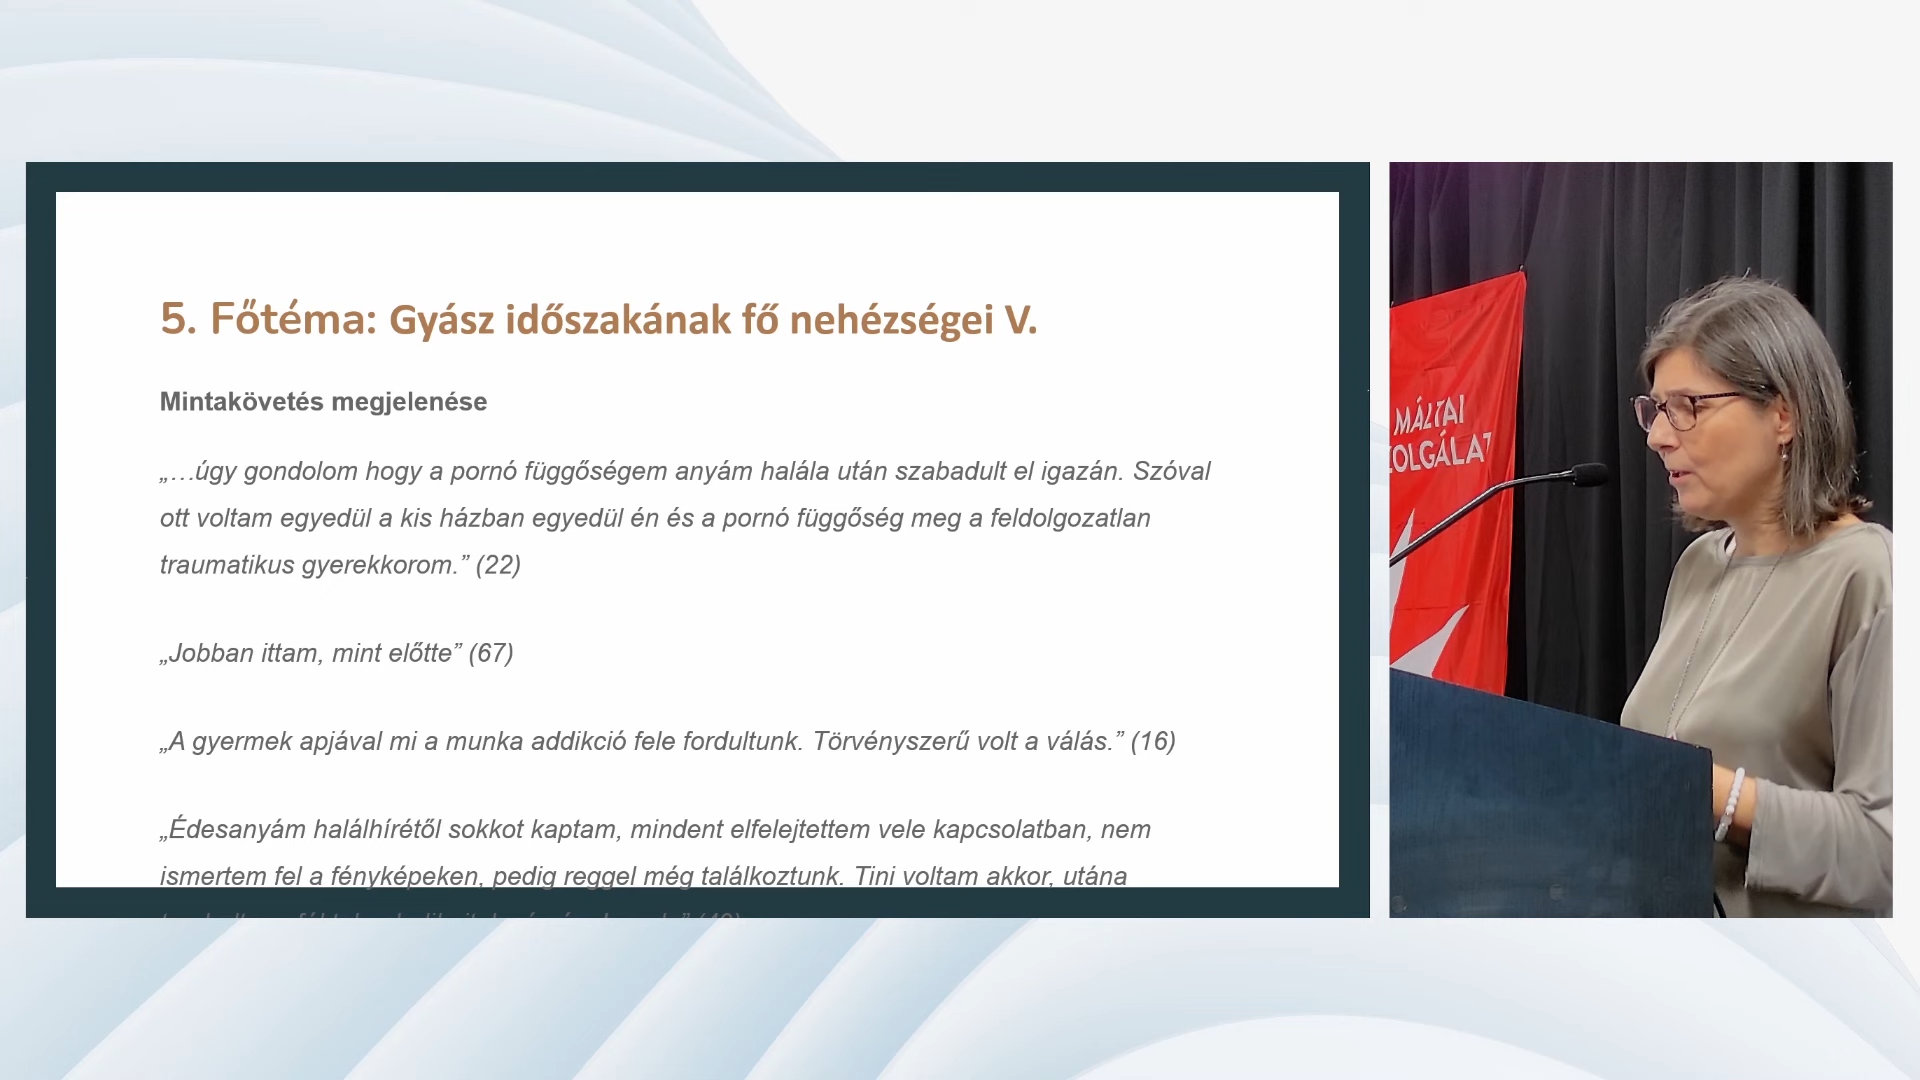 5. Főtéma: Gyász időszakának fő nehézségei V.
Mintakövetés megjelenése
„…úgy gondolom hogy a pornó függőségem anyám halála után szabadult el igazán. Szóval
ott voltam egyedül a kis házban egyedül én és a pornó függőség meg a feldolgozatlan
traumatikus gyerekkorom.” (22)
„Jobban ittam, mint előtte” (67)
„A gyermek apjával mi a munka addikció fele fordultunk. Törvényszerű volt a válás.” (16)
„Édesanyám halálhírétől sokkot kaptam, mindent elfelejtettem vele kapcsolatban, nem
ismertem fel a fényképeken, pedig reggel még találkoztunk. Tini voltam akkor, utána
MÁLTAI